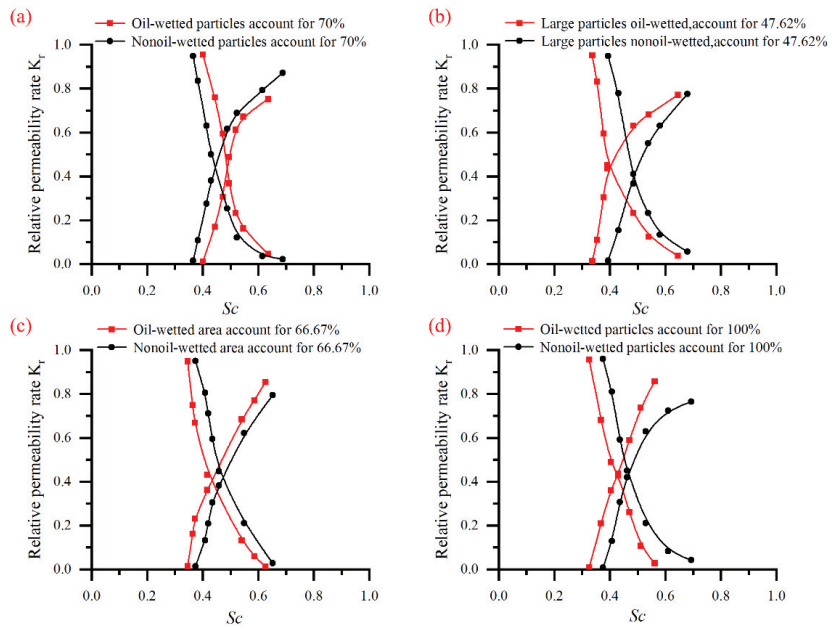 (a)
Oil-wetted particles account for 70%
Nonoil-wetted particles account for 70%
Relative permeability rate Kr
1.0
0.8
0.6
0.4
0.2
0.0
0.0 0.2 0.4 0.6 0.8 1.0
Sc
(b)
Large particles oil-wetted,account for 47.62%
Large particles nonoil-wetted,account for 47.62%
Relative permeability rate Kr
1.0
0.8
0.6
0.4
0.2
0.0
0.0 0.2 0.4 0.6 0.8 1.0
Sc
(c)
Oil-wetted area account for 66.67%
Nonoil-wetted area account for 66.67%
Relative permeability rate Kr
1.0
0.8
0.6
0.4
0.2
0.0
0.0 0.2 0.4 0.6 0.8 1.0
Sc
(d)
Oil-wetted particles account for 100%
Nonoil-wetted particles account for 100%
Relative permeability rate Kr
1.0
0.8
0.6
0.4
0.2
0.0
0.0 0.2 0.4 0.6 0.8 1.0
Sc